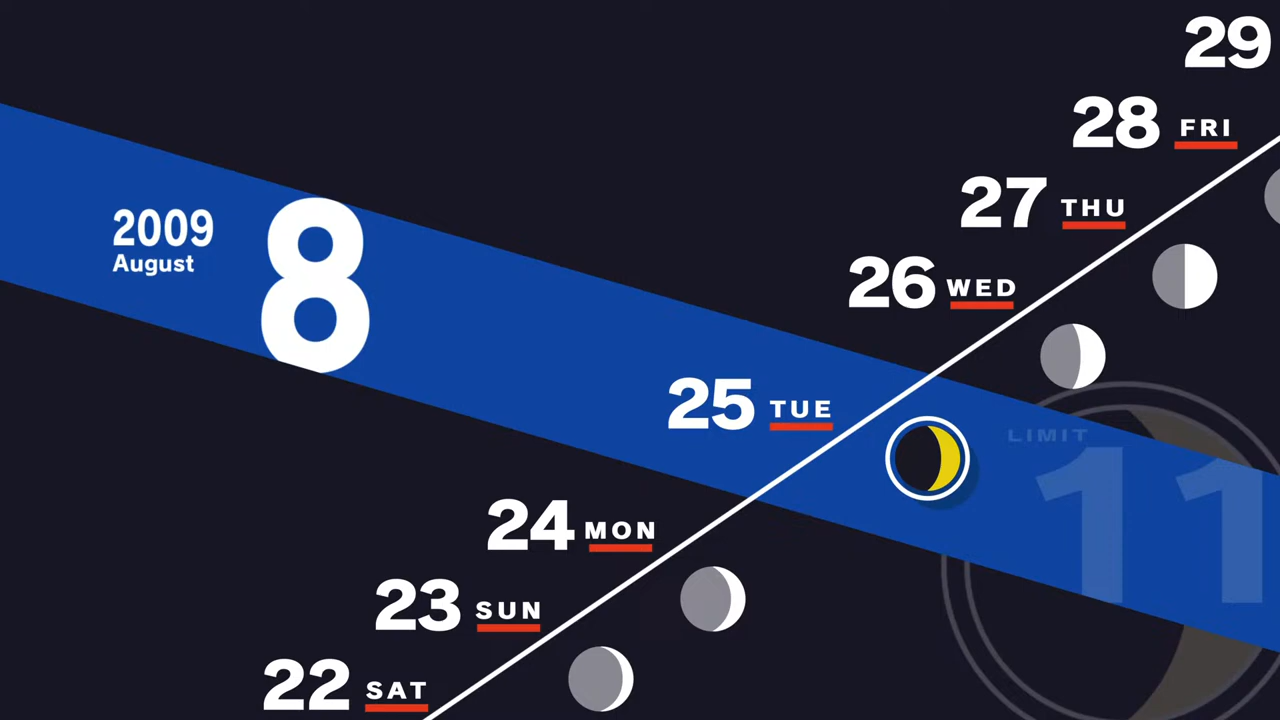 29
28 FRI
27 THU
2009
August
8
26 WED
25 TUE
LIMIT
11
24 MON
23 SUN
22 SAT